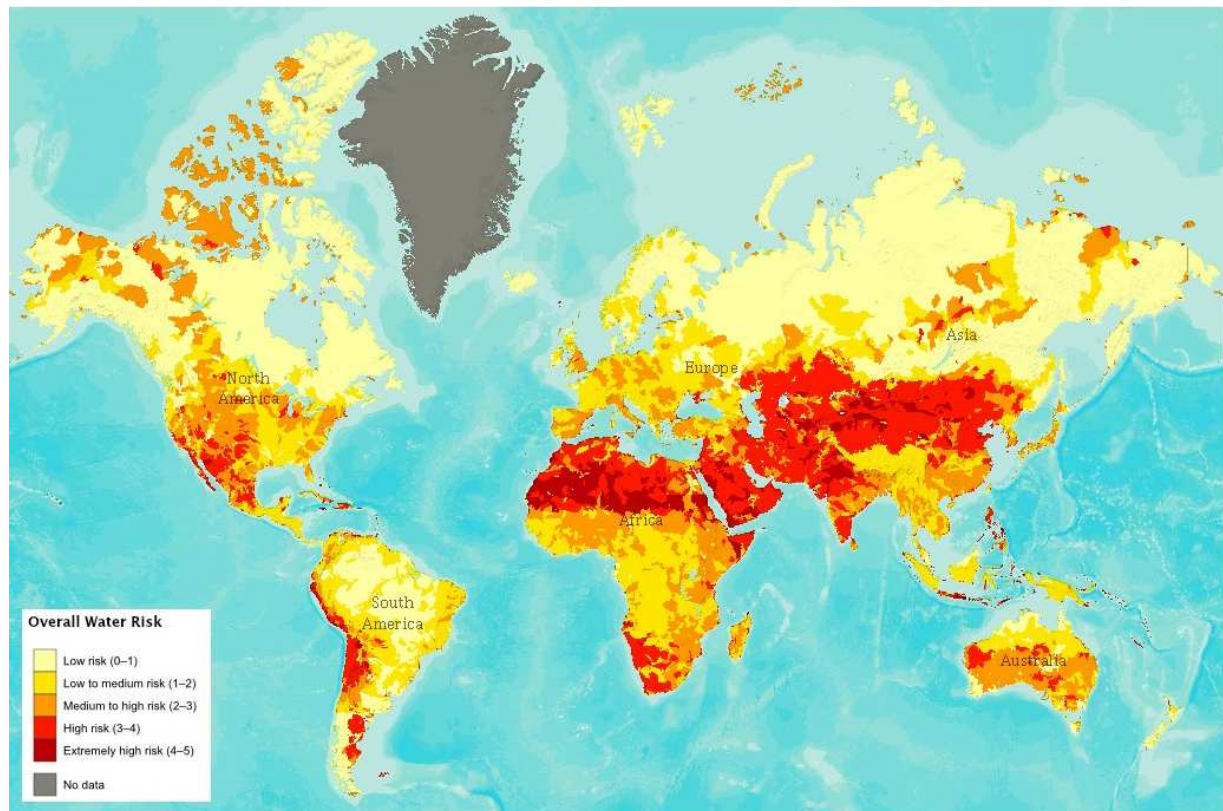 North
America
Europe
Asia
Africa
South
America
Australia
Overall Water Risk
Low risk (0–1)
Low to medium risk (1–2)
Medium to high risk (2–3)
High risk (3–4)
Extremely high risk (4–5)
No data